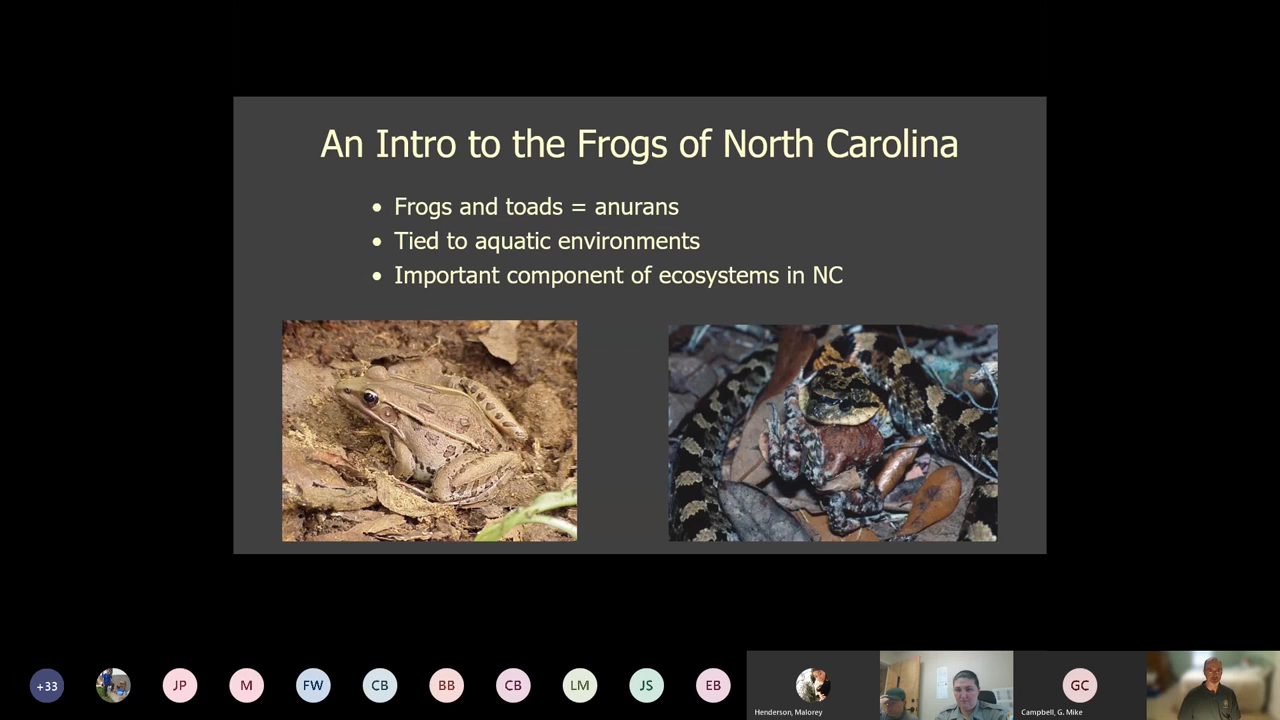 An Intro to the Frogs of North Carolina
• Frogs and toads = anurans
• Tied to aquatic environments
• Important component of ecosystems in NC
+33
JP
M
FW
CB
BB
CB
LM
JS
EB
GC
Henderson, Malorey
Campbell, G. Mike